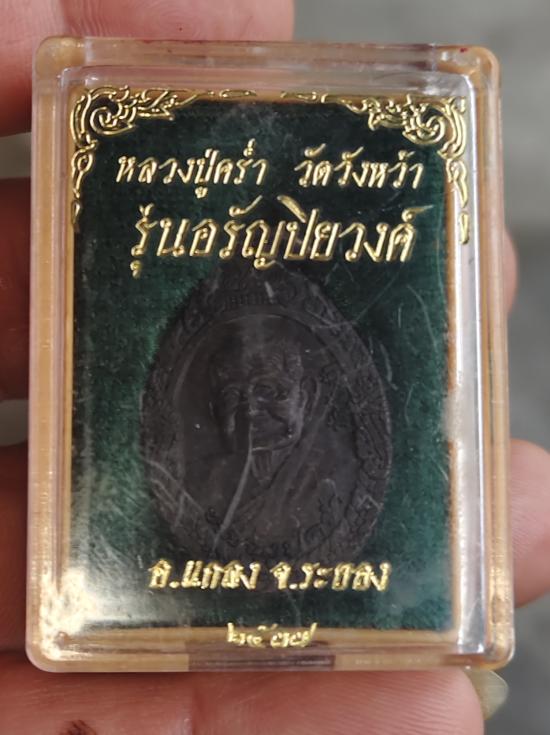 หลวงปู่คร่ำ วัดวังหว้า
รุ่นอรัญปิยวงศ์
อ.แกลง จ.ระยอง
๒๕๓๗